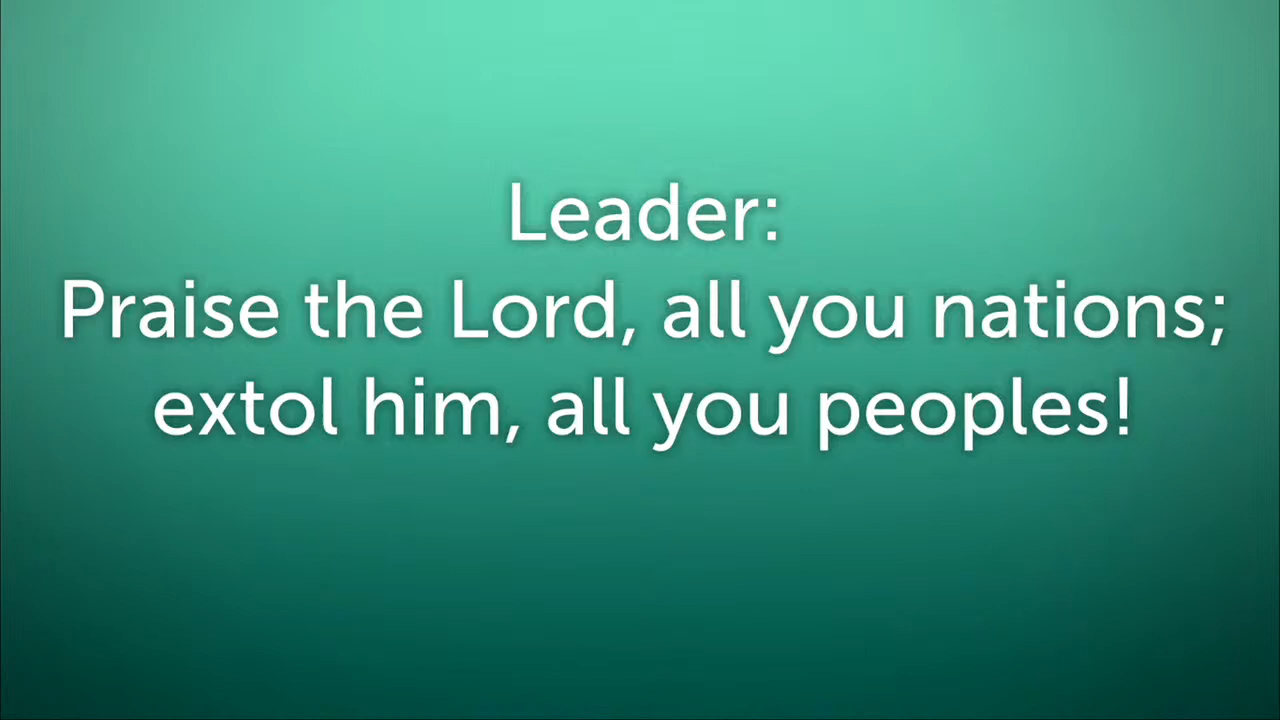 Leader:
Praise the Lord, all you nations;
extol him, all you peoples!